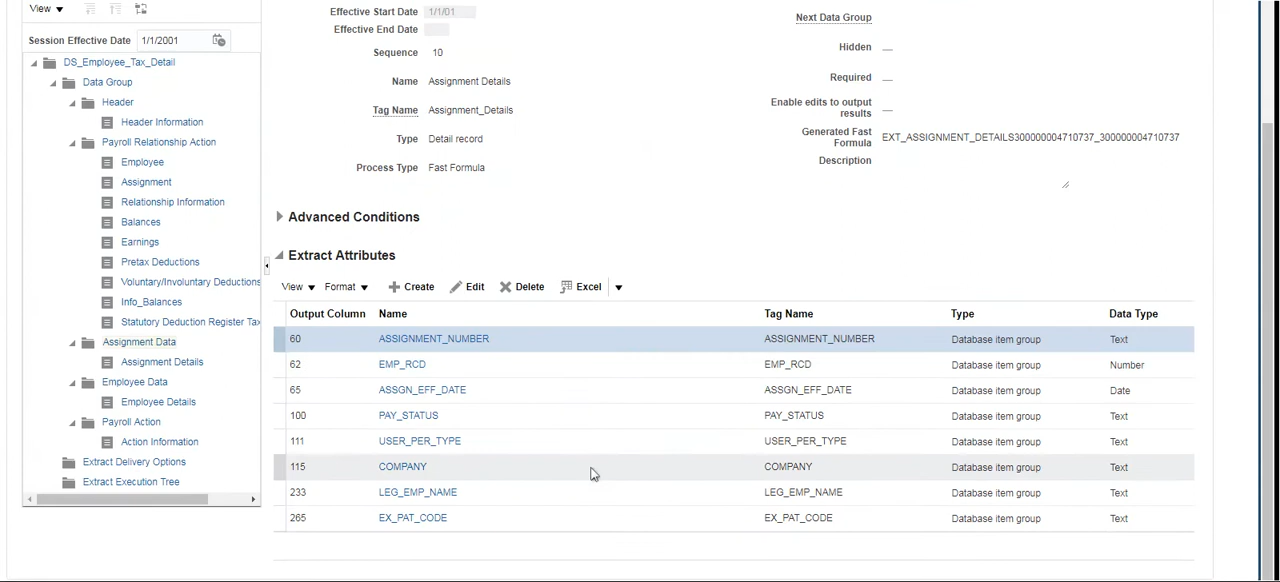 View
Session Effective Date 1/1/2001
DS_Employee_Tax_Detail
Data Group
Header
Header Information
Payroll Relationship Action
Employee
Assignment
Relationship Information
Balances
Earnings
Pretax Deductions
Voluntary/Involuntary Deductions
Info_Balances
Statutory Deduction Register Tax
Assignment Data
Assignment Details
Employee Data
Employee Details
Payroll Action
Action Information
Extract Delivery Options
Extract Execution Tree
Effective Start Date 1/1/01
Effective End Date
Sequence 10
Name Assignment Details
Tag Name Assignment_Details
Type Detail record
Process Type Fast Formula
Next Data Group
Hidden
Required
Enable edits to output
results
Generated Fast
Formula EXT_ASSIGNMENT_DETAILS300000004710737_300000004710737
Description
Advanced Conditions
Extract Attributes
View Format Create Edit Delete Excel
Output Column Name Tag Name Type Data Type
60 ASSIGNMENT_NUMBER ASSIGNMENT_NUMBER Database item group Text
62 EMP_RCD EMP_RCD Database item group Number
65 ASSGN_EFF_DATE ASSGN_EFF_DATE Database item group Date
100 PAY_STATUS PAY_STATUS Database item group Text
111 USER_PER_TYPE USER_PER_TYPE Database item group Text
115 COMPANY COMPANY Database item group Text
233 LEG_EMP_NAME LEG_EMP_NAME Database item group Text
265 EX_PAT_CODE EX_PAT_CODE Database item group Text